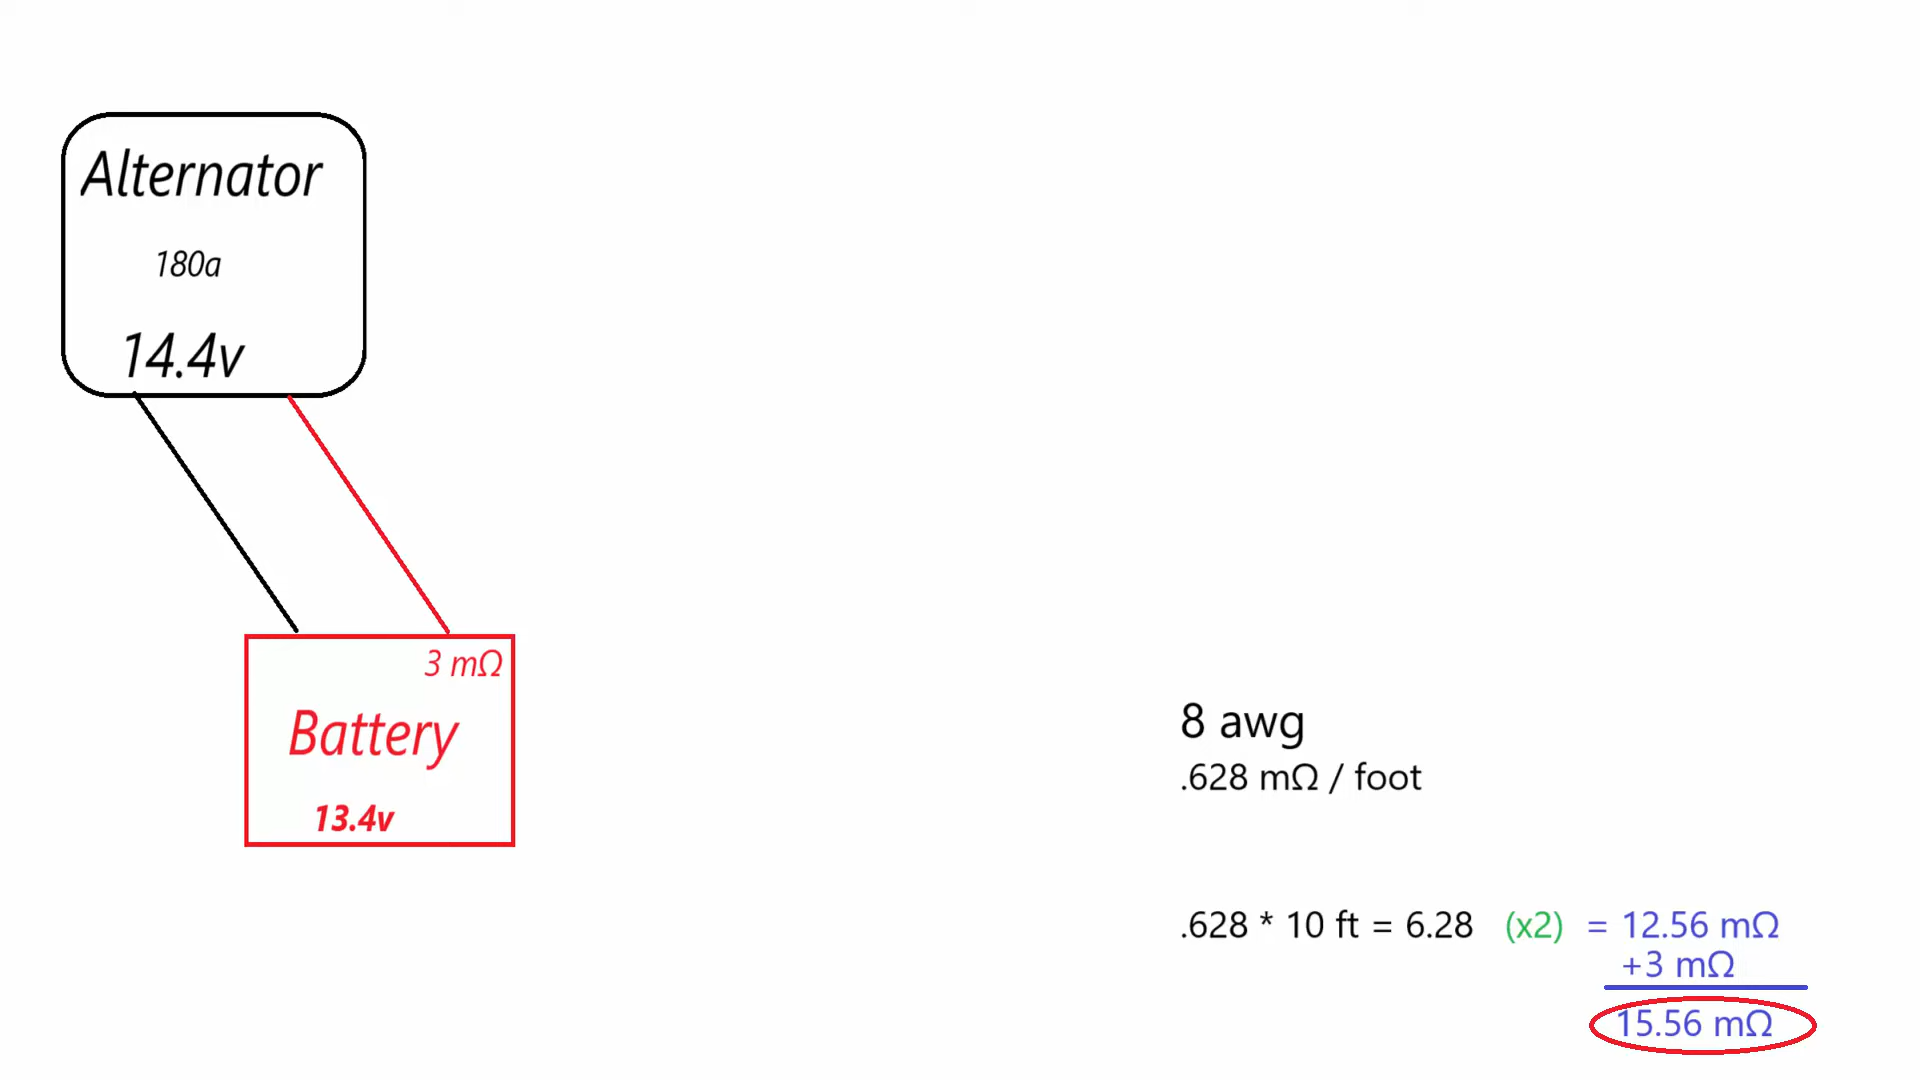 Alternator
180a
14.4v
3 mΩ
Battery
13.4v
8 awg
.628 mΩ / foot
.628 * 10 ft = 6.28 (x2) = 12.56 mΩ
+3 mΩ
15.56 mΩ